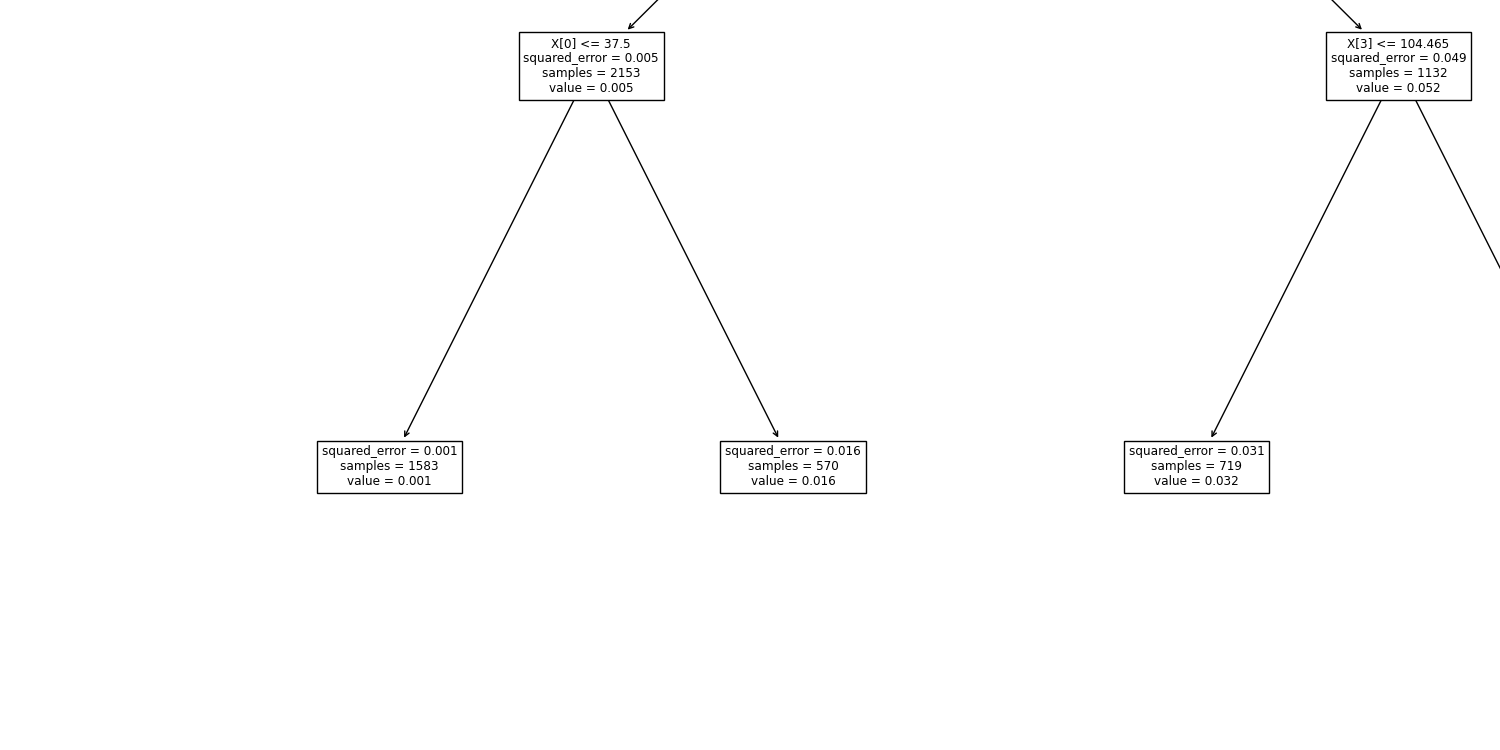 X[0] <= 37.5
squared_error = 0.005
samples = 2153
value = 0.005
X[3] <= 104.465
squared_error = 0.049
samples = 1132
value = 0.052
squared_error = 0.001
samples = 1583
value = 0.001
squared_error = 0.016
samples = 570
value = 0.016
squared_error = 0.031
samples = 719
value = 0.032